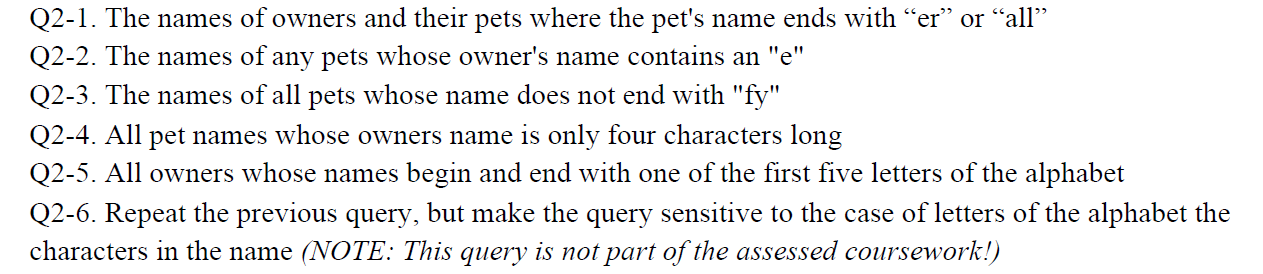 Q2-1. The names of owners and their pets where the pet's name ends with “er” or “all”
Q2-2. The names of any pets whose owner's name contains an "e"
Q2-3. The names of all pets whose name does not end with "fy"
Q2-4. All pet names whose owners name is only four characters long
Q2-5. All owners whose names begin and end with one of the first five letters of the alphabet
Q2-6. Repeat the previous query, but make the query sensitive to the case of letters of the alphabet the
characters in the name (NOTE: This query is not part of the assessed coursework!)